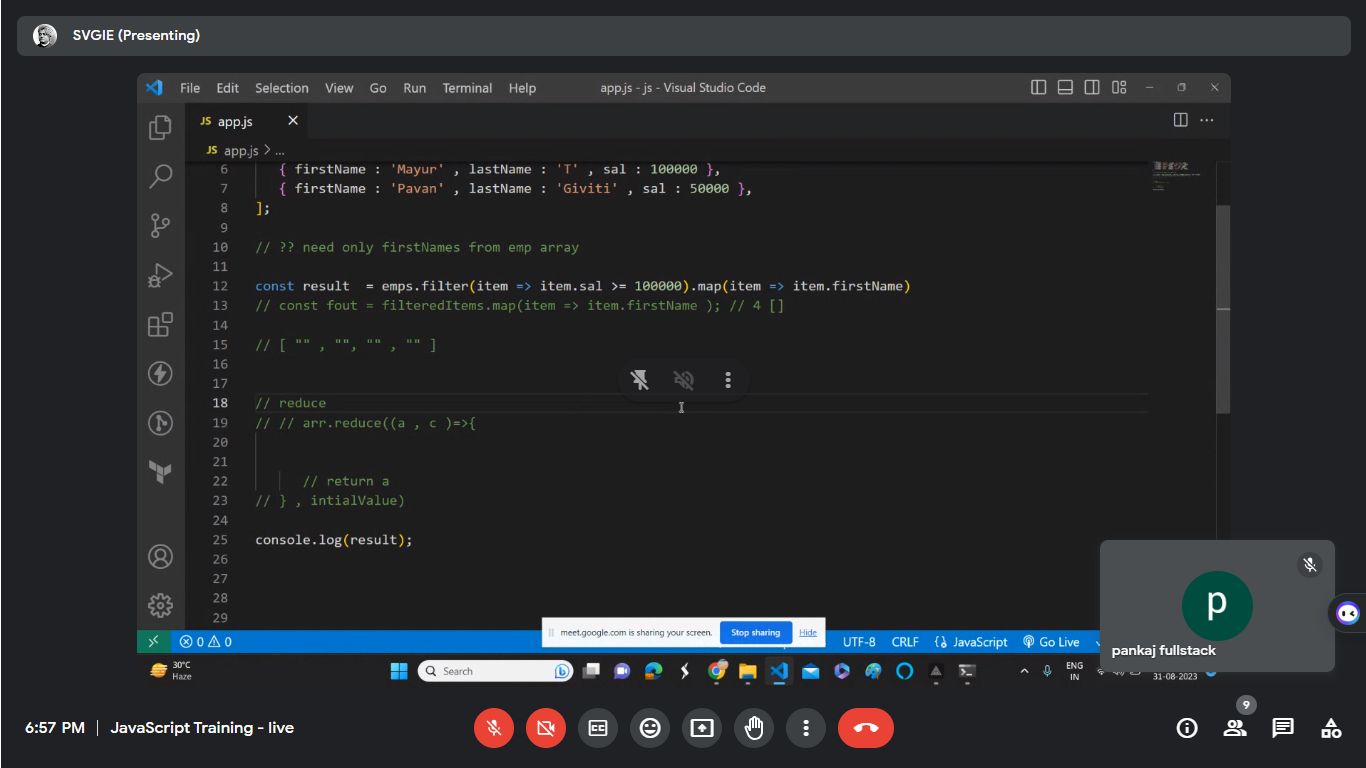 SVGIE (Presenting)
File Edit Selection View Go Run Terminal Help
app.js - js - Visual Studio Code
JS app.js
JS app.js > ...
6 { firstName : 'Mayur' , lastName : 'T' , sal : 100000 },
7 { firstName : 'Pavan' , lastName : 'Giviti' , sal : 50000 },
8 ];
9
10 // ?? need only firstNames from emp array
11
12 const result  = emps.filter(item => item.sal >= 100000).map(item => item.firstName)
13 // const fout = filteredItems.map(item => item.firstName ); // 4 []
14
15 // [ "" , "", "" , "" ]
16
17
18 // reduce
19 // // arr.reduce((a , c )=>{
20
21
22 // return a
23 // } , intialValue)
24
25 console.log(result);
26
27
28
29
p
pankaj fullstack
meet.google.com is sharing your screen. Stop sharing Hide
0 0 UTF-8 CRLF {} JavaScript Go Live
30°C
Haze
Search
ENG
IN
31-08-2023
6:57 PM | JavaScript Training - live
9